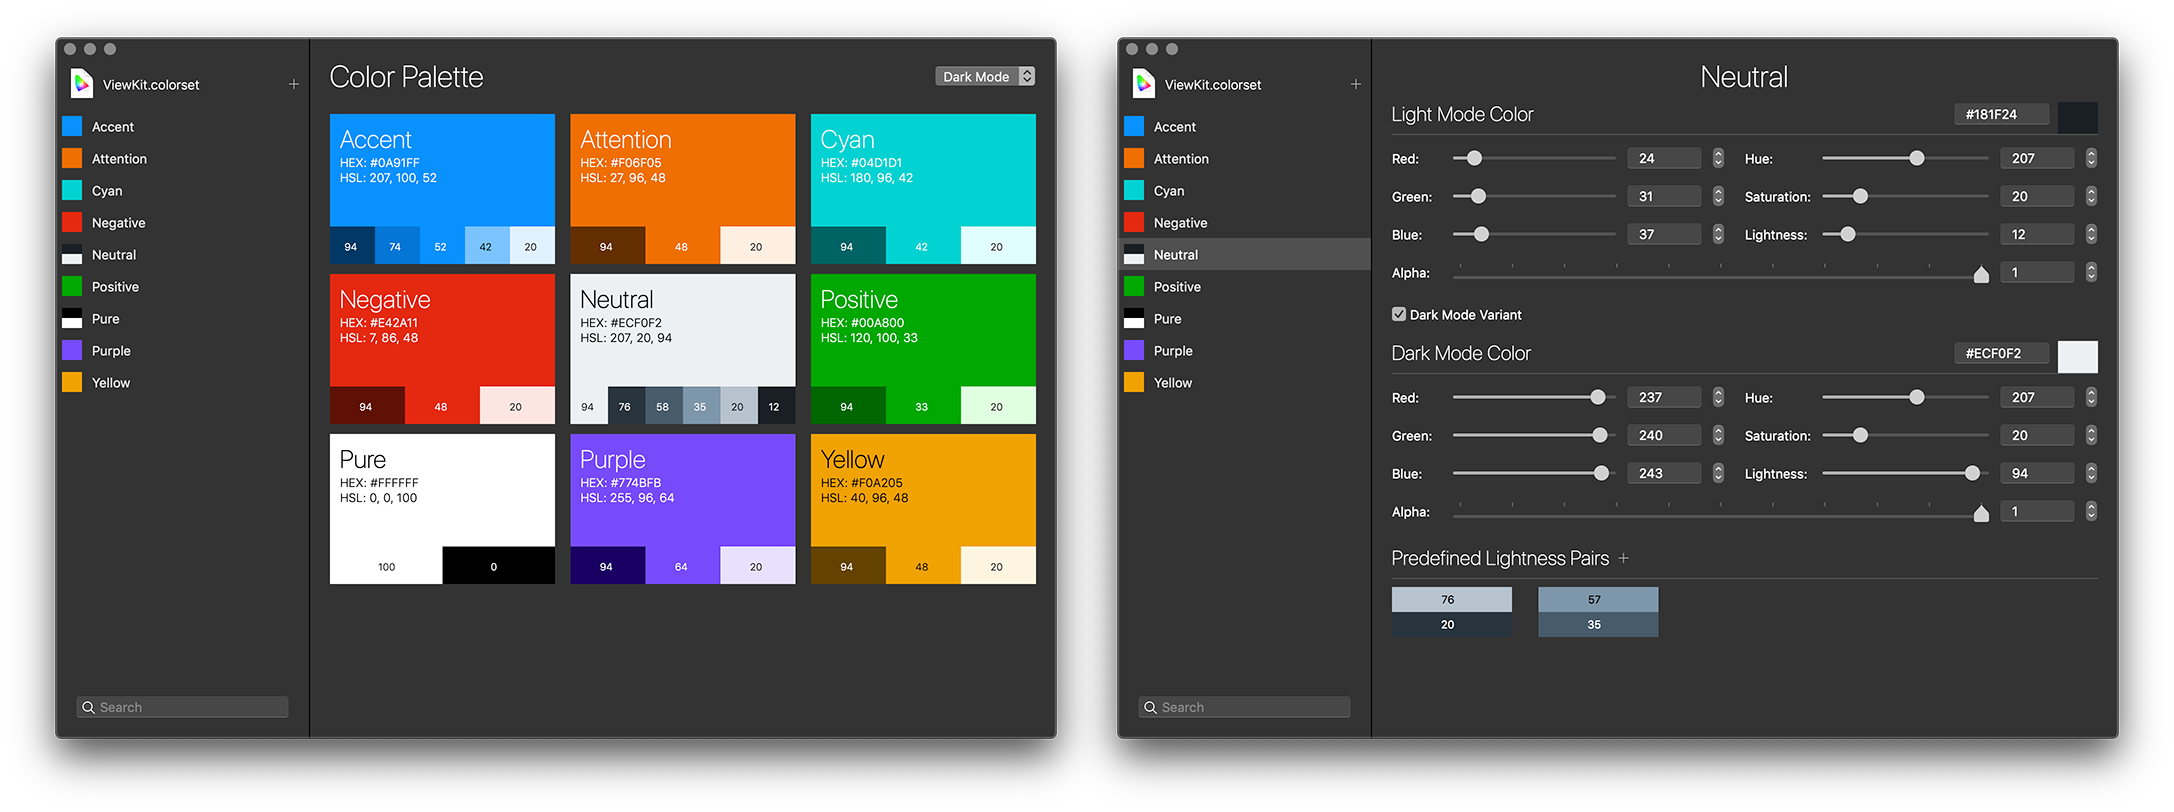 ViewKit.colorset
Accent
Attention
Cyan
Negative
Neutral
Positive
Pure
Purple
Yellow
Search
Color Palette
Dark Mode
Accent
HEX: #0A91FF
HSL: 207, 100, 52
94 74 52 42 20
Attention
HEX: #F06F05
HSL: 27, 96, 48
94 48 20
Cyan
HEX: #04D1D1
HSL: 180, 96, 42
94 42 20
Negative
HEX: #E42A11
HSL: 7, 86, 48
94 48 20
Neutral
HEX: #ECF0F2
HSL: 207, 20, 94
94 76 58 35 20 12
Positive
HEX: #00A800
HSL: 120, 100, 33
94 33 20
Pure
HEX: #FFFFFF
HSL: 0, 0, 100
100 0
Purple
HEX: #774BFB
HSL: 255, 96, 64
94 64 20
Yellow
HEX: #F0A205
HSL: 40, 96, 48
94 48 20
ViewKit.colorset
Accent
Attention
Cyan
Negative
Neutral
Positive
Pure
Purple
Yellow
Search
Neutral
Light Mode Color #181F24
Red: 24 Hue: 207
Green: 31 Saturation: 20
Blue: 37 Lightness: 12
Alpha: 1
Dark Mode Variant
Dark Mode Color #ECF0F2
Red: 237 Hue: 207
Green: 240 Saturation: 20
Blue: 243 Lightness: 94
Alpha: 1
Predefined Lightness Pairs +
76 57
20 35